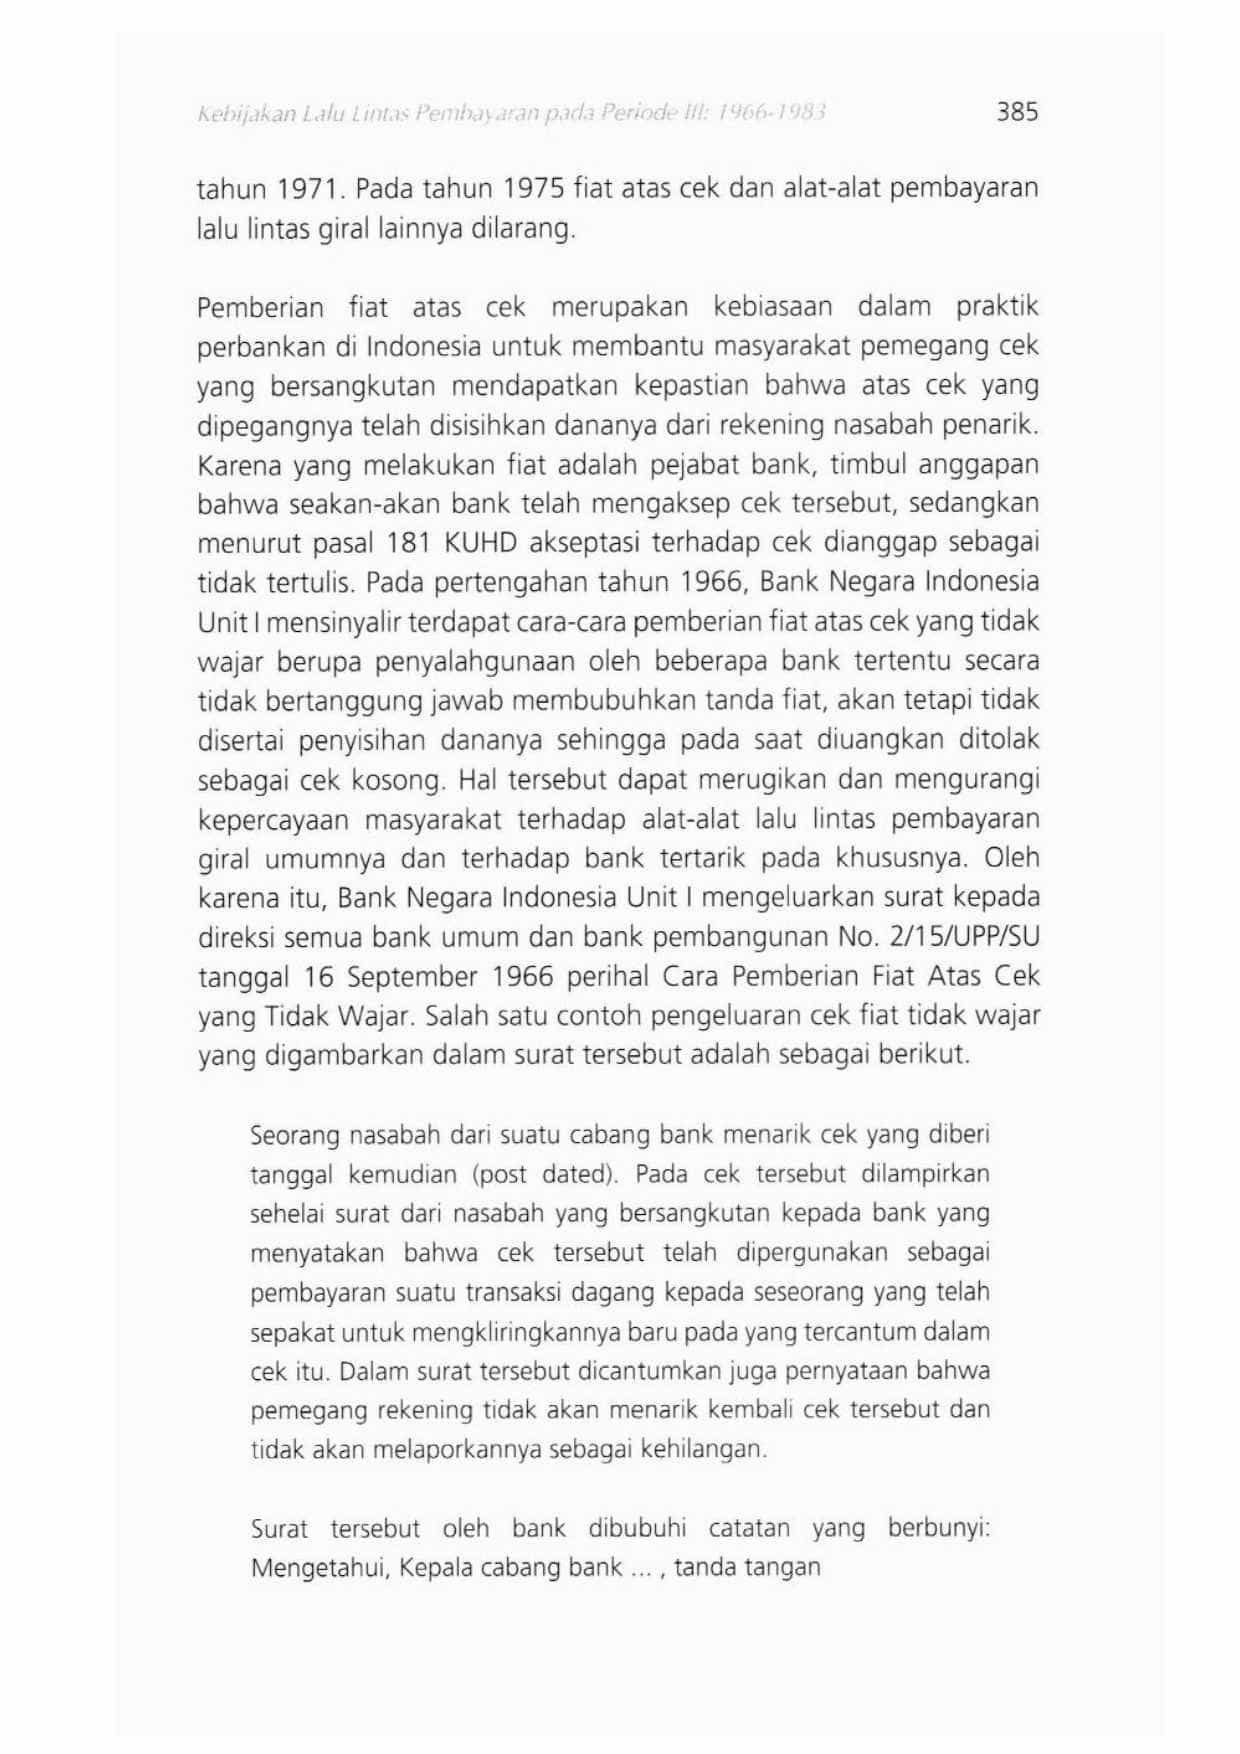 Kebijakan Lalu Lintas Pembayaran pada Periode III: 1966-1983 385
tahun 1971. Pada tahun 1975 fiat atas cek dan alat-alat pembayaran
lalu lintas giral lainnya dilarang.
Pemberian fiat atas cek merupakan kebiasaan dalam praktik
perbankan di Indonesia untuk membantu masyarakat pemegang cek
yang bersangkutan mendapatkan kepastian bahwa atas cek yang
dipegangnya telah disisihkan dananya dari rekening nasabah penarik.
Karena yang melakukan fiat adalah pejabat bank, timbul anggapan
bahwa seakan-akan bank telah mengaksep cek tersebut, sedangkan
menurut pasal 181 KUHD akseptasi terhadap cek dianggap sebagai
tidak tertulis. Pada pertengahan tahun 1966, Bank Negara Indonesia
Unit I mensinyalir terdapat cara-cara pemberian fiat atas cek yang tidak
wajar berupa penyalahgunaan oleh beberapa bank tertentu secara
tidak bertanggung jawab membubuhkan tanda fiat, akan tetapi tidak
disertai penyisihan dananya sehingga pada saat diuangkan ditolak
sebagai cek kosong. Hal tersebut dapat merugikan dan mengurangi
kepercayaan masyarakat terhadap alat-alat lalu lintas pembayaran
giral umumnya dan terhadap bank tertarik pada khususnya. Oleh
karena itu, Bank Negara Indonesia Unit I mengeluarkan surat kepada
direksi semua bank umum dan bank pembangunan No. 2/15/UPP/SU
tanggal 16 September 1966 perihal Cara Pemberian Fiat Atas Cek
yang Tidak Wajar. Salah satu contoh pengeluaran cek fiat tidak wajar
yang digambarkan dalam surat tersebut adalah sebagai berikut.
Seorang nasabah dari suatu cabang bank menarik cek yang diberi
tanggal kemudian (post dated). Pada cek tersebut dilampirkan
sehelai surat dari nasabah yang bersangkutan kepada bank yang
menyatakan bahwa cek tersebut telah dipergunakan sebagai
pembayaran suatu transaksi dagang kepada seseorang yang telah
sepakat untuk mengkliringkannya baru pada yang tercantum dalam
cek itu. Dalam surat tersebut dicantumkan juga pernyataan bahwa
pemegang rekening tidak akan menarik kembali cek tersebut dan
tidak akan melaporkannya sebagai kehilangan.
Surat tersebut oleh bank dibubuhi catatan yang berbunyi:
Mengetahui, Kepala cabang bank ... , tanda tangan